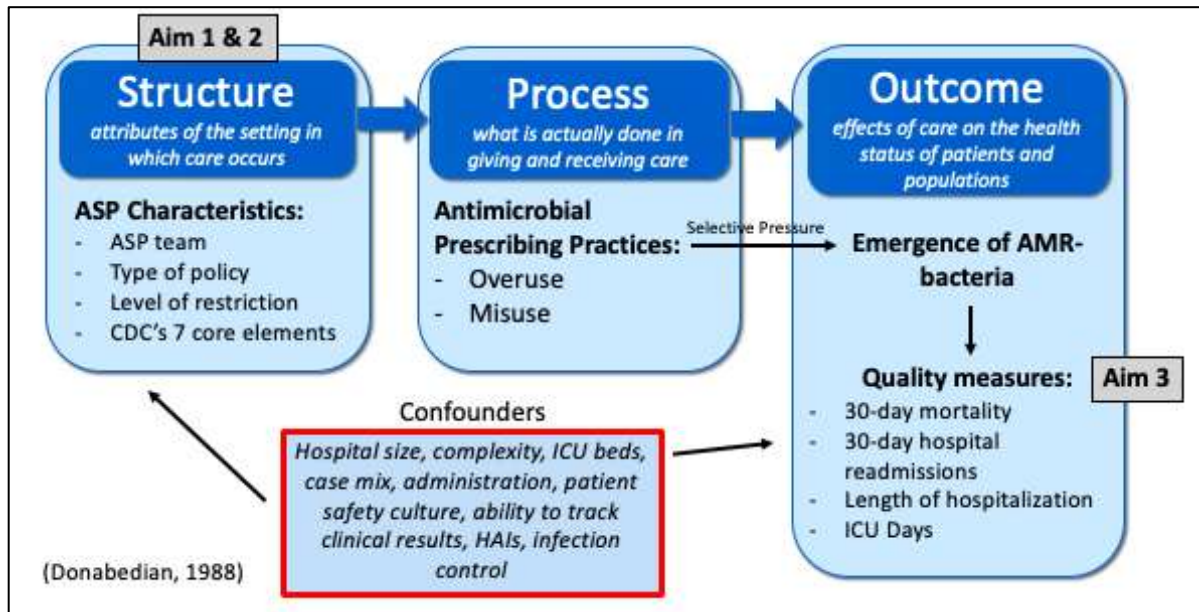 Aim 1 & 2
Structure
attributes of the setting in
which care occurs
ASP Characteristics:
- ASP team
- Type of policy
- Level of restriction
- CDC's 7 core elements
Process
what is actually done in
giving and receiving care
Antimicrobial
Prescribing Practices:
- Overuse
- Misuse
Selective Pressure
Outcome
effects of care on the health
status of patients and
populations
Emergence of AMR-
bacteria
Quality measures:
- 30-day mortality
- 30-day hospital
readmissions
- Length of hospitalization
- ICU Days
Aim 3
Confounders
Hospital size, complexity, ICU beds,
case mix, administration, patient
safety culture, ability to track
clinical results, HAIs, infection
control
(Donabedian, 1988)